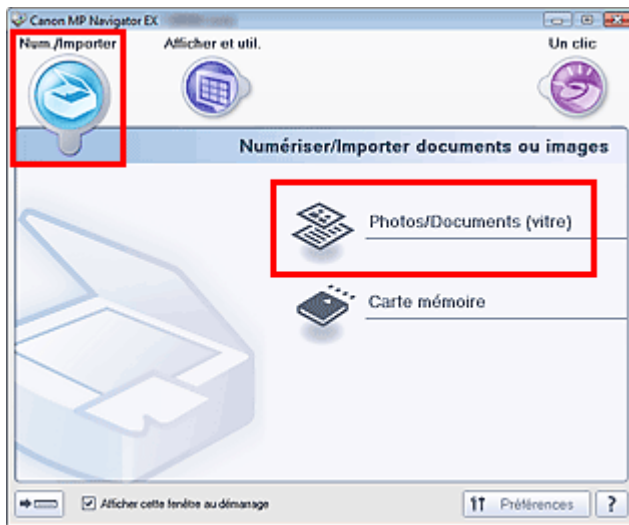 Canon MP Navigator EX
Num./Importer
Afficher et util.
Un clic
Numériser/Importer documents ou images
Photos/Documents (vitre)
Carte mémoire
Afficher cette fenêtre au démarrage
Préférences
?